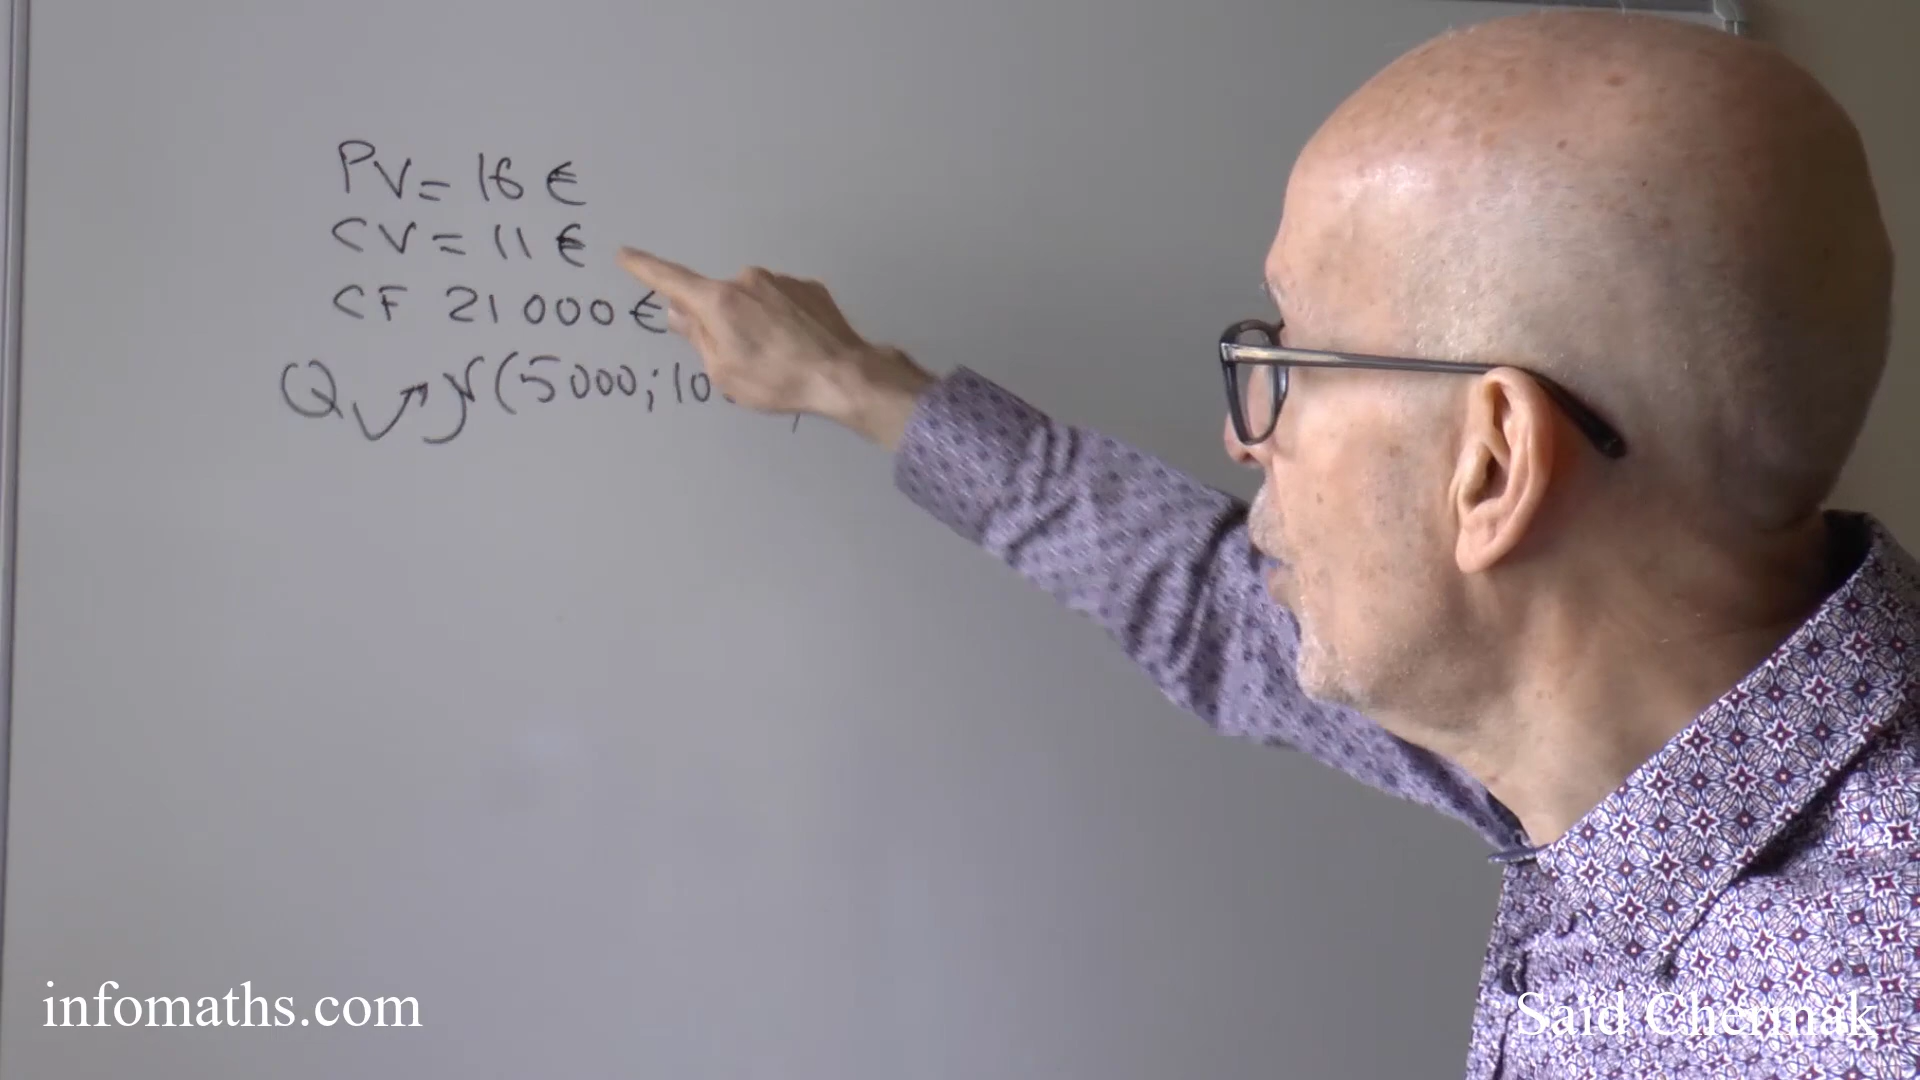 PV = 16 €
CV = 11 €
CF 21 000 €
Q ↝ N(5000; 10
infomaths.com
Saïd Chermak